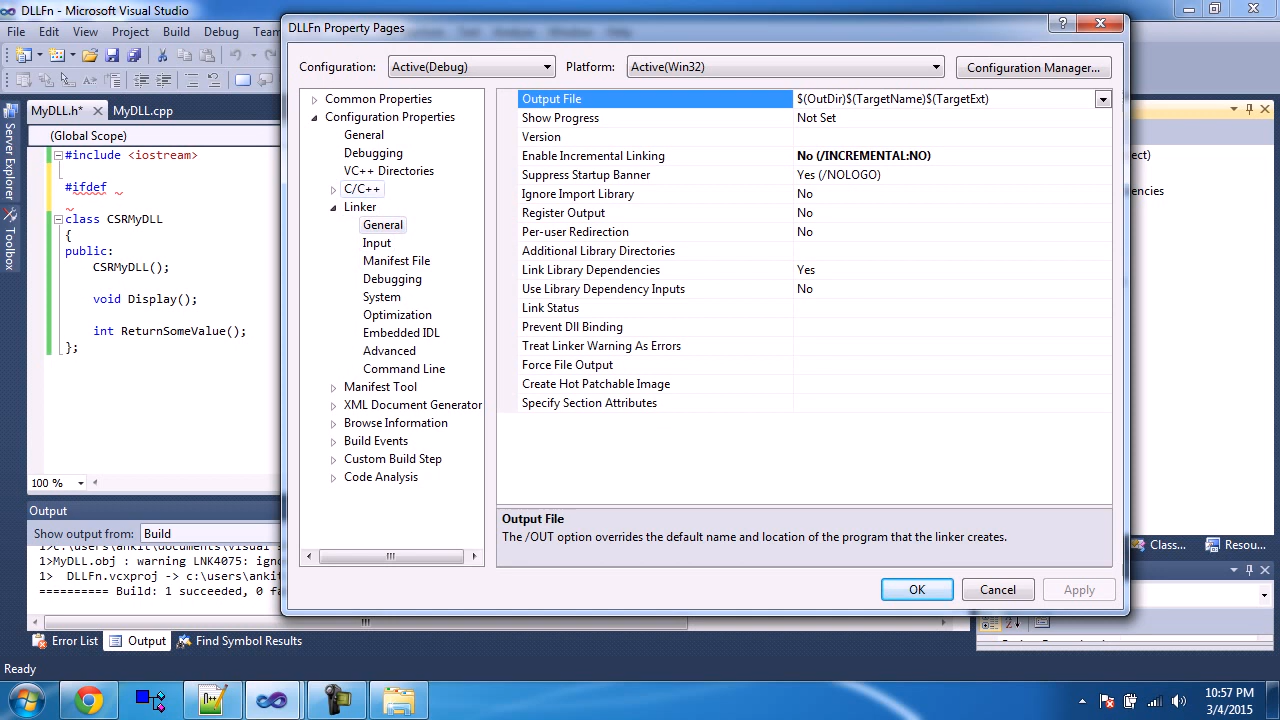 DLLFn - Microsoft Visual Studio
File Edit View Project Build Debug Team
MyDLL.h* MyDLL.cpp
(Global Scope)
#include <iostream>
#ifdef
class CSRMyDLL
{
public:
CSRMyDLL();
void Display();
int ReturnSomeValue();
};
100 %
Server Explorer
Toolbox
Output
Show output from: Build
1>MyDLL.obj : warning LNK4075:
1> DLLFn.vcxproj -> c:\users\
========== Build: 1 succeeded, 0
Error List Output Find Symbol Results
Ready
DLLFn Property Pages
Configuration: Active(Debug) Platform: Active(Win32) Configuration Manager...
Common Properties
Configuration Properties
General
Debugging
VC++ Directories
C/C++
Linker
General
Input
Manifest File
Debugging
System
Optimization
Embedded IDL
Advanced
Command Line
Manifest Tool
XML Document Generator
Browse Information
Build Events
Custom Build Step
Code Analysis
Output File $(OutDir)$(TargetName)$(TargetExt)
Show Progress Not Set
Version
Enable Incremental Linking No (/INCREMENTAL:NO)
Suppress Startup Banner Yes (/NOLOGO)
Ignore Import Library No
Register Output No
Per-user Redirection No
Additional Library Directories
Link Library Dependencies Yes
Use Library Dependency Inputs No
Link Status
Prevent Dll Binding
Treat Linker Warning As Errors
Force File Output
Create Hot Patchable Image
Specify Section Attributes
Output File
The /OUT option overrides the default name and location of the program that the linker creates.
OK Cancel Apply
Class... Resou...
10:57 PM
3/4/2015